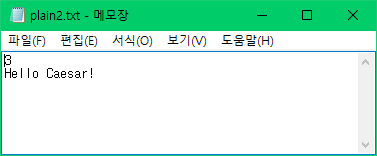 plain2.txt - 메모장
파일(F) 편집(E) 서식(O) 보기(V) 도움말(H)
3
Hello Caesar!